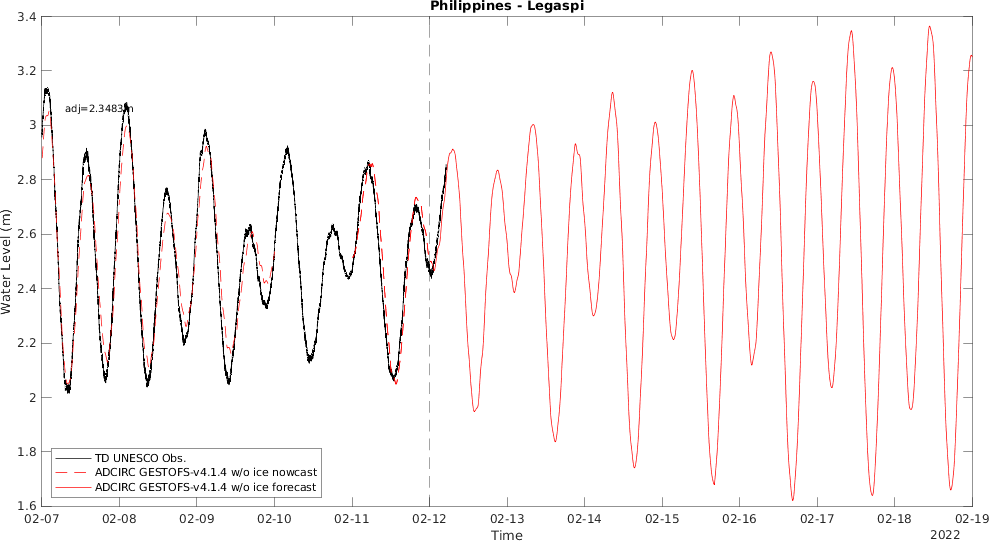 Philippines - Legaspi
3.4
3.2
3
2.8
2.6
2.4
2.2
2
1.8
1.6
Water Level (m)
adj=2.3483m
TD UNESCO Obs.
ADCIRC GESTOFS-v4.1.4 w/o ice nowcast
ADCIRC GESTOFS-v4.1.4 w/o ice forecast
02-07 02-08 02-09 02-10 02-11 02-12 02-13 02-14 02-15 02-16 02-17 02-18 02-19
Time
2022